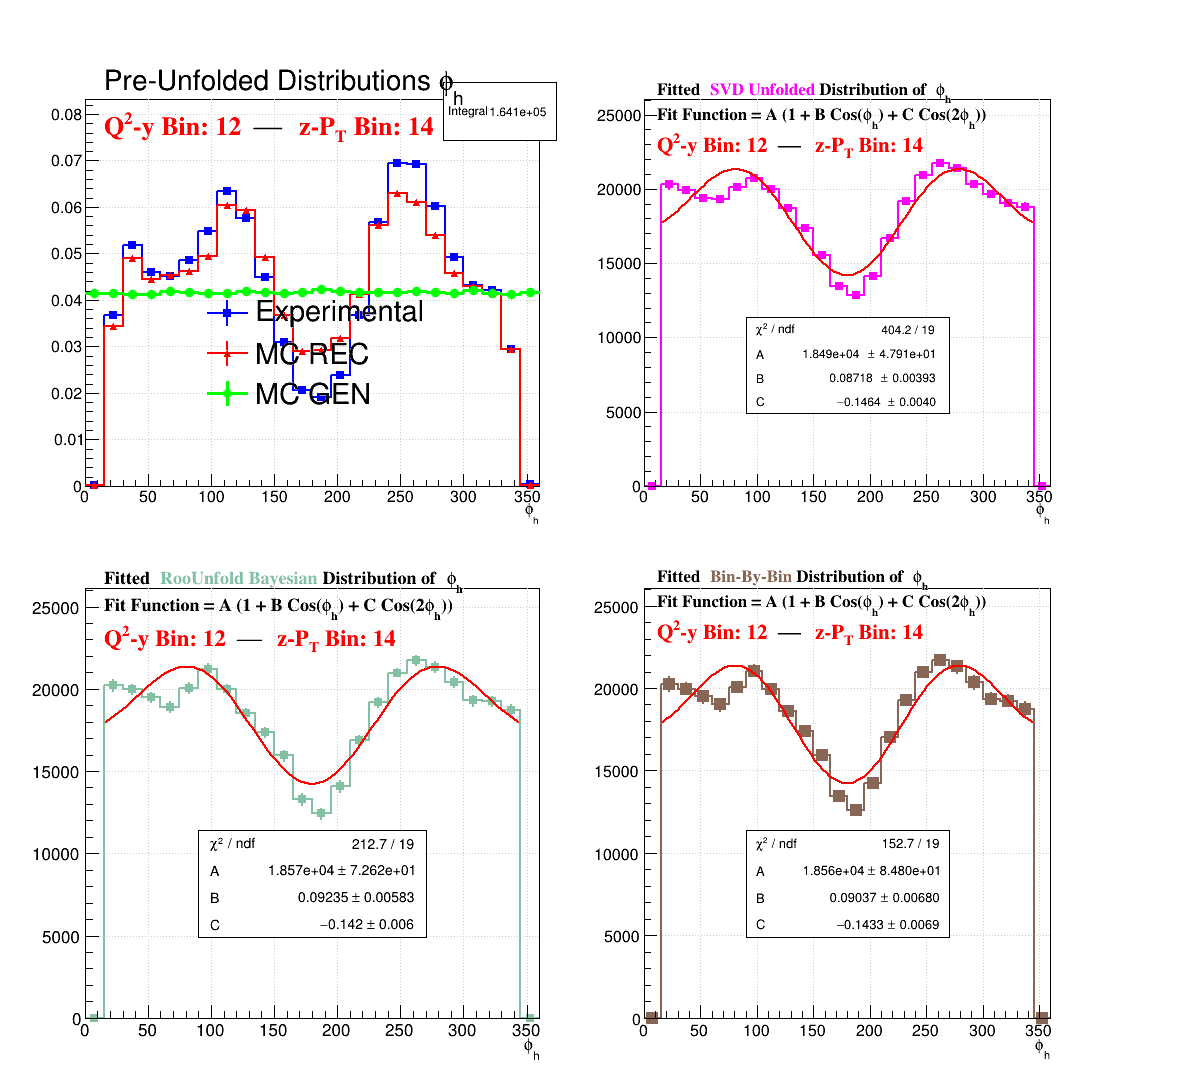 Pre-Unfolded Distributions ϕh
Integral 1.641e+05
Q²-y Bin: 12 — z-PT Bin: 14
0.08
0.07
0.06
0.05
0.04
0.03
0.02
0.01
0
Experimental
MC REC
MC GEN
0 50 100 150 200 250 300 350
ϕh
Fitted SVD Unfolded Distribution of ϕh
Fit Function = A (1 + B Cos(ϕh) + C Cos(2ϕh))
Q²-y Bin: 12 — z-PT Bin: 14
25000
20000
15000
10000
5000
0
χ² / ndf 404.2 / 19
A 1.849e+04 ± 4.791e+01
B 0.08718 ± 0.00393
C −0.1464 ± 0.0040
0 50 100 150 200 250 300 350
ϕh
Fitted RooUnfold Bayesian Distribution of ϕh
Fit Function = A (1 + B Cos(ϕh) + C Cos(2ϕh))
Q²-y Bin: 12 — z-PT Bin: 14
25000
20000
15000
10000
5000
0
χ² / ndf 212.7 / 19
A 1.857e+04 ± 7.262e+01
B 0.09235 ± 0.00583
C −0.142 ± 0.006
0 50 100 150 200 250 300 350
ϕh
Fitted Bin-By-Bin Distribution of ϕh
Fit Function = A (1 + B Cos(ϕh) + C Cos(2ϕh))
Q²-y Bin: 12 — z-PT Bin: 14
25000
20000
15000
10000
5000
0
χ² / ndf 152.7 / 19
A 1.856e+04 ± 8.480e+01
B 0.09037 ± 0.00680
C −0.1433 ± 0.0069
0 50 100 150 200 250 300 350
ϕh